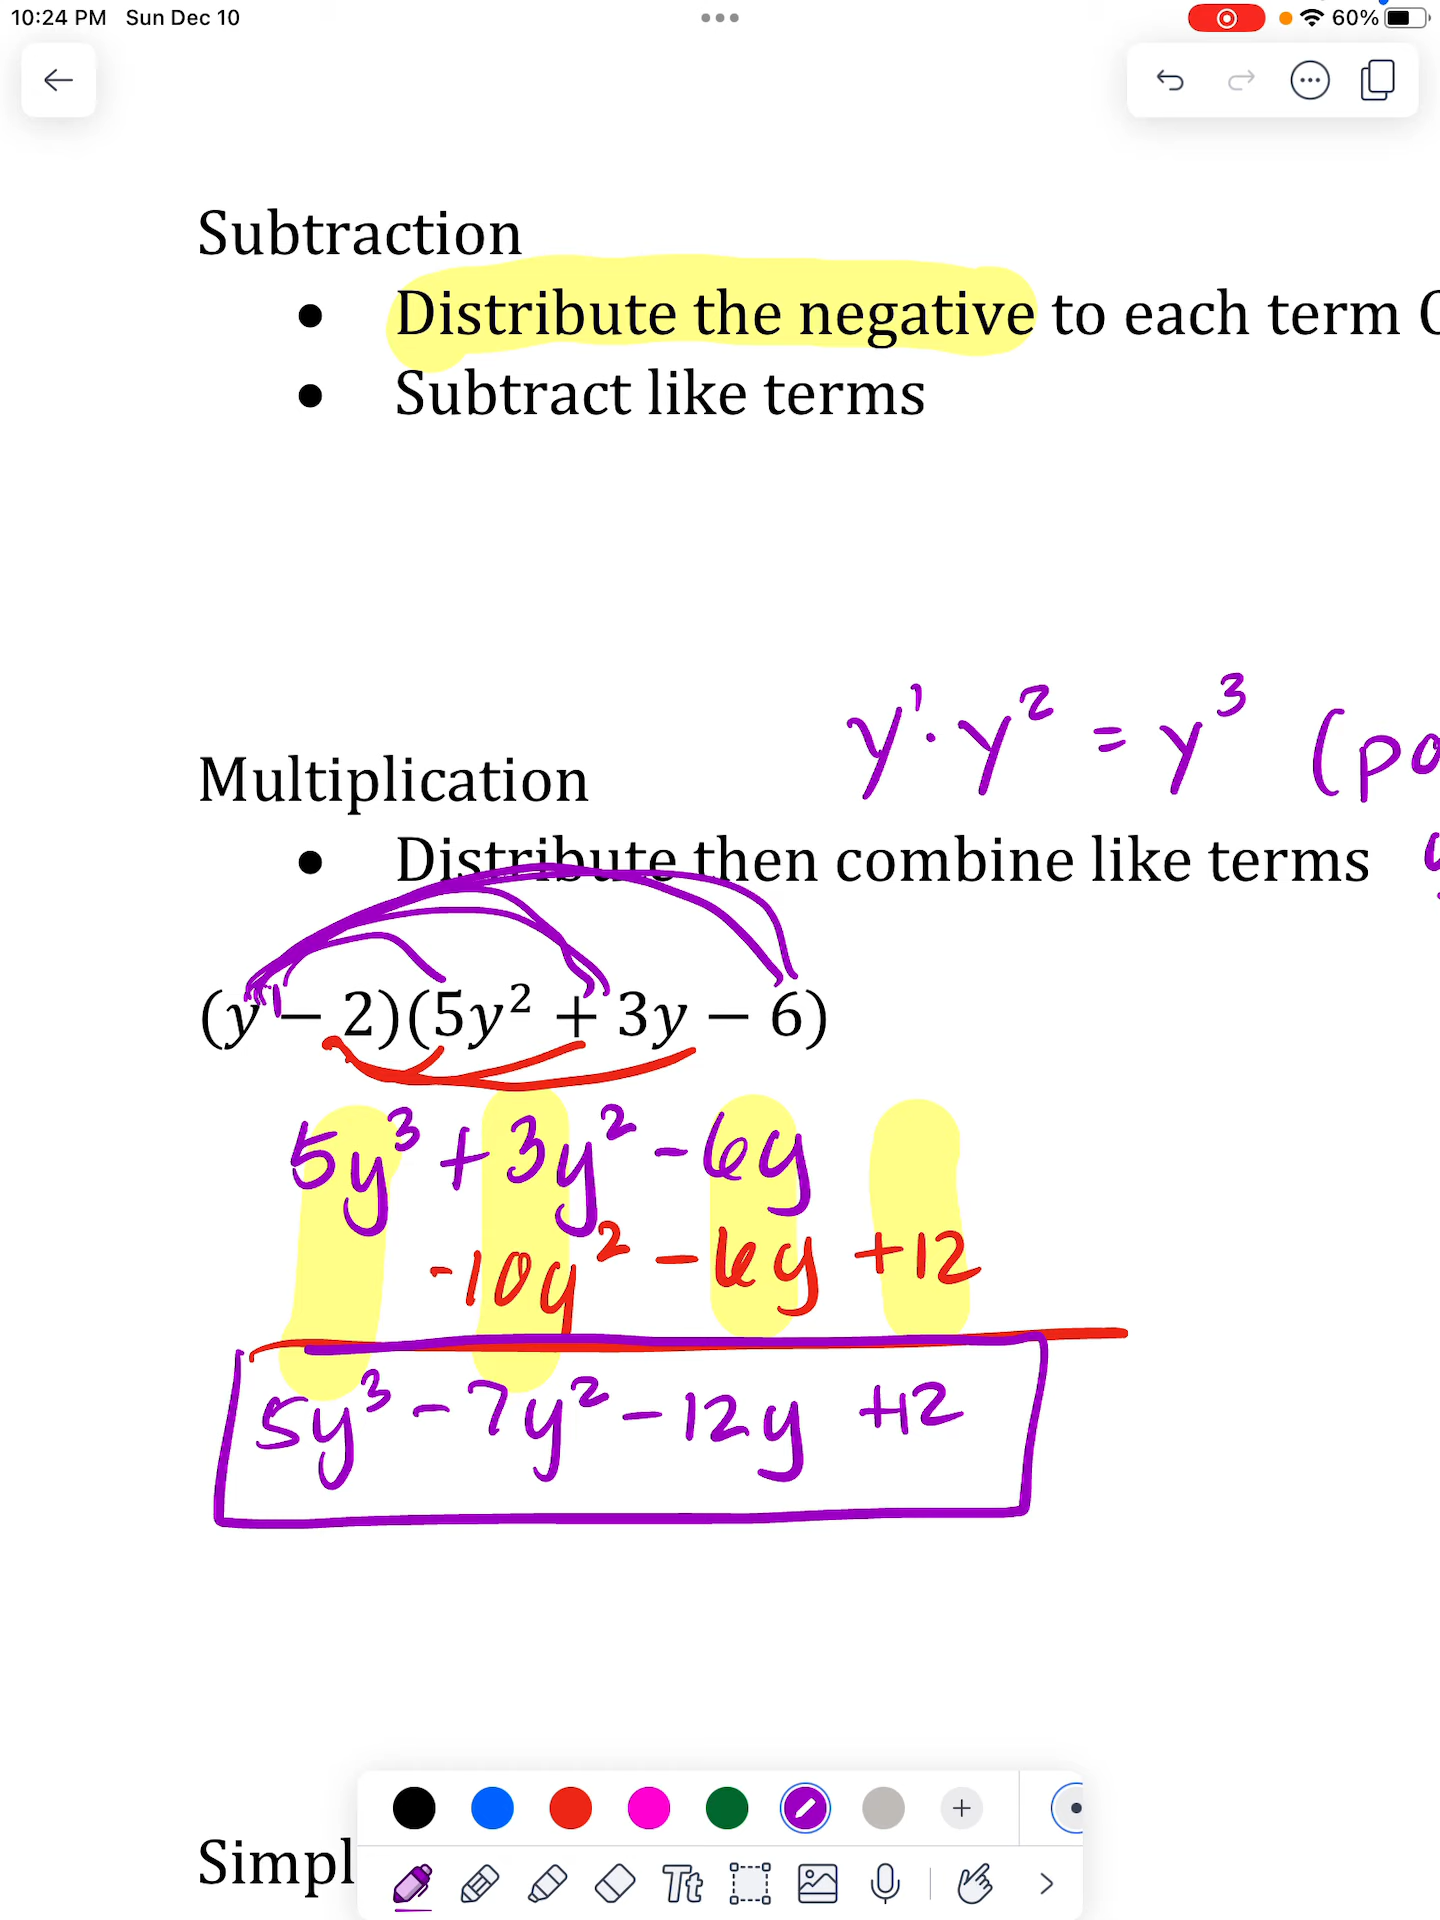 10:24 PM Sun Dec 10
60%
Subtraction
• Distribute the negative to each term
• Subtract like terms
y¹·y² = y³ (po
Multiplication
• Distribute then combine like terms
(y¹ − 2)(5y² + 3y − 6)
5y³ + 3y² - 6y
-10y² - 6y +12
5y³ - 7y² - 12y +12
Simpl
Tt